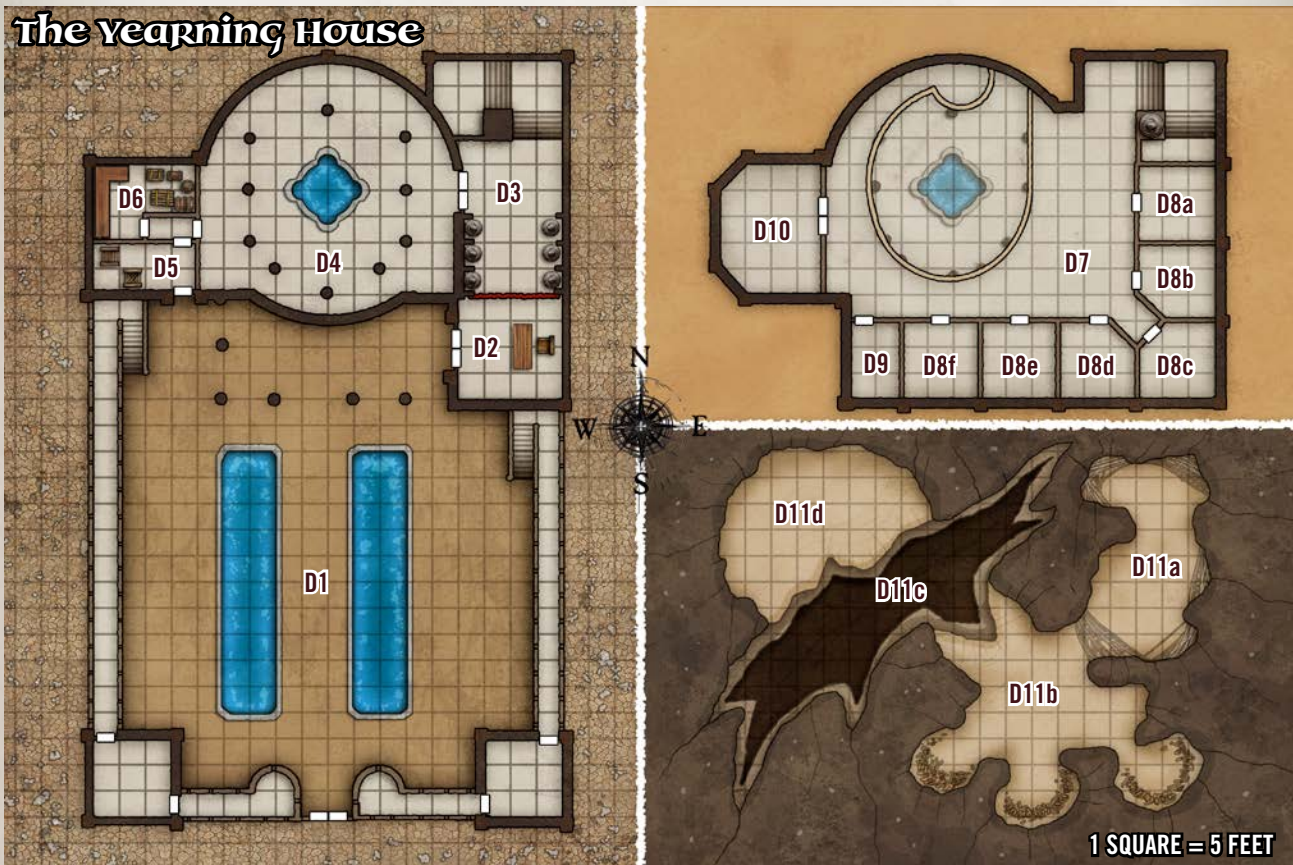 The Yearning House
D6
D3
D5
D4
D2
D1
D10
D8a
D7
D8b
D9
D8f
D8e
D8d
D8c
N
W
E
S
D11d
D11c
D11a
D11b
1 SQUARE = 5 FEET